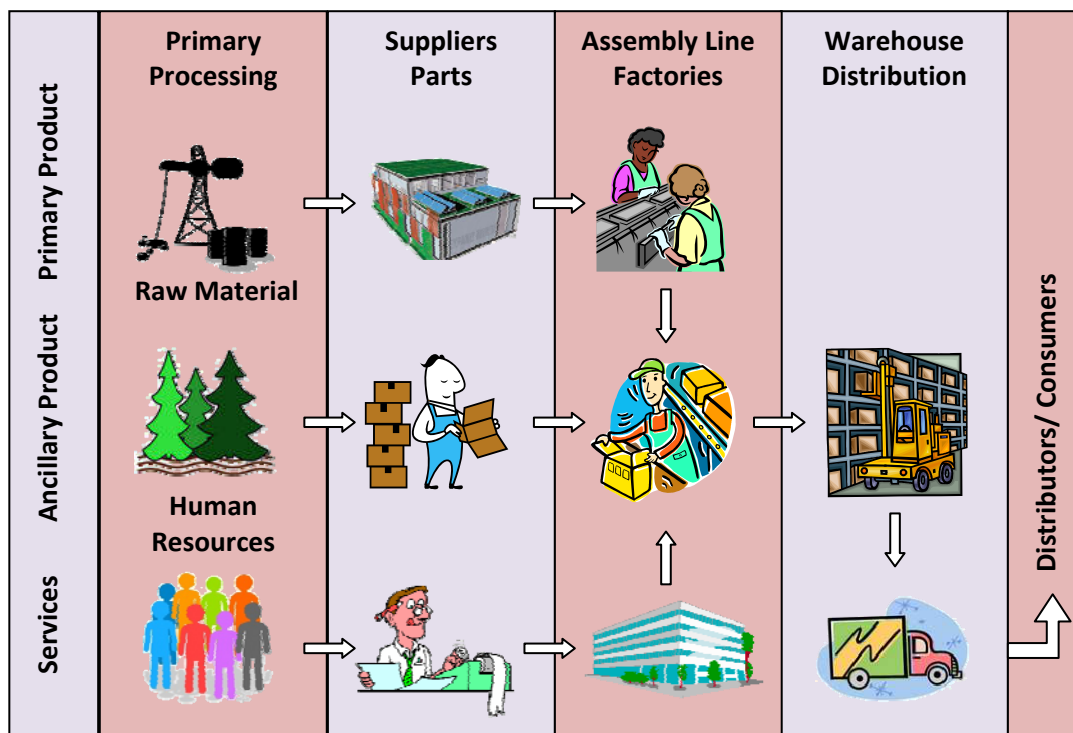 Primary
Processing
Suppliers
Parts
Assembly Line
Factories
Warehouse
Distribution
Primary Product
Raw Material
Ancillary Product
Human
Resources
Services
Distributors/ Consumers